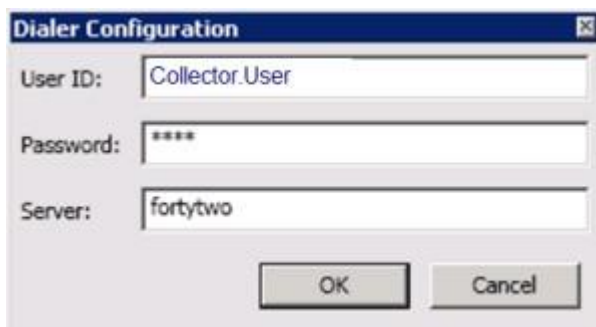 Dialer Configuration
User ID: Collector.User
Password: ****
Server: fortytwo
OK Cancel